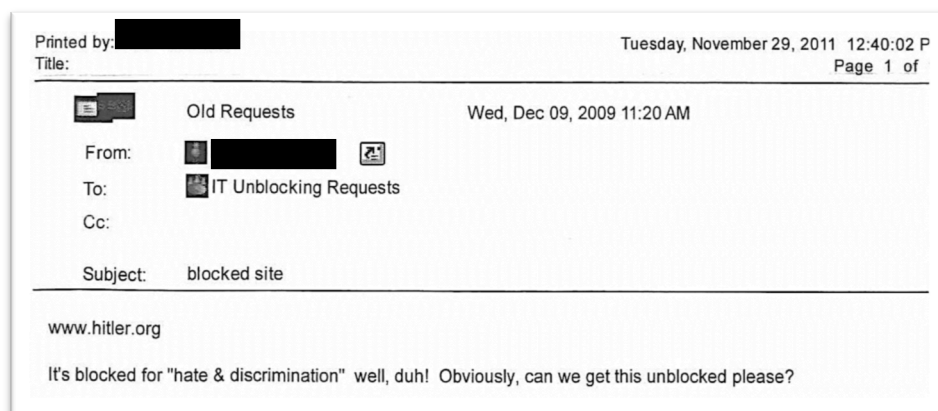 Printed by: Tuesday, November 29, 2011 12:40:02 P
Title: Page 1 of
Old Requests Wed, Dec 09, 2009 11:20 AM
From:
To: IT Unblocking Requests
Cc:
Subject: blocked site
www.hitler.org
It's blocked for "hate & discrimination" well, duh! Obviously, can we get this unblocked please?